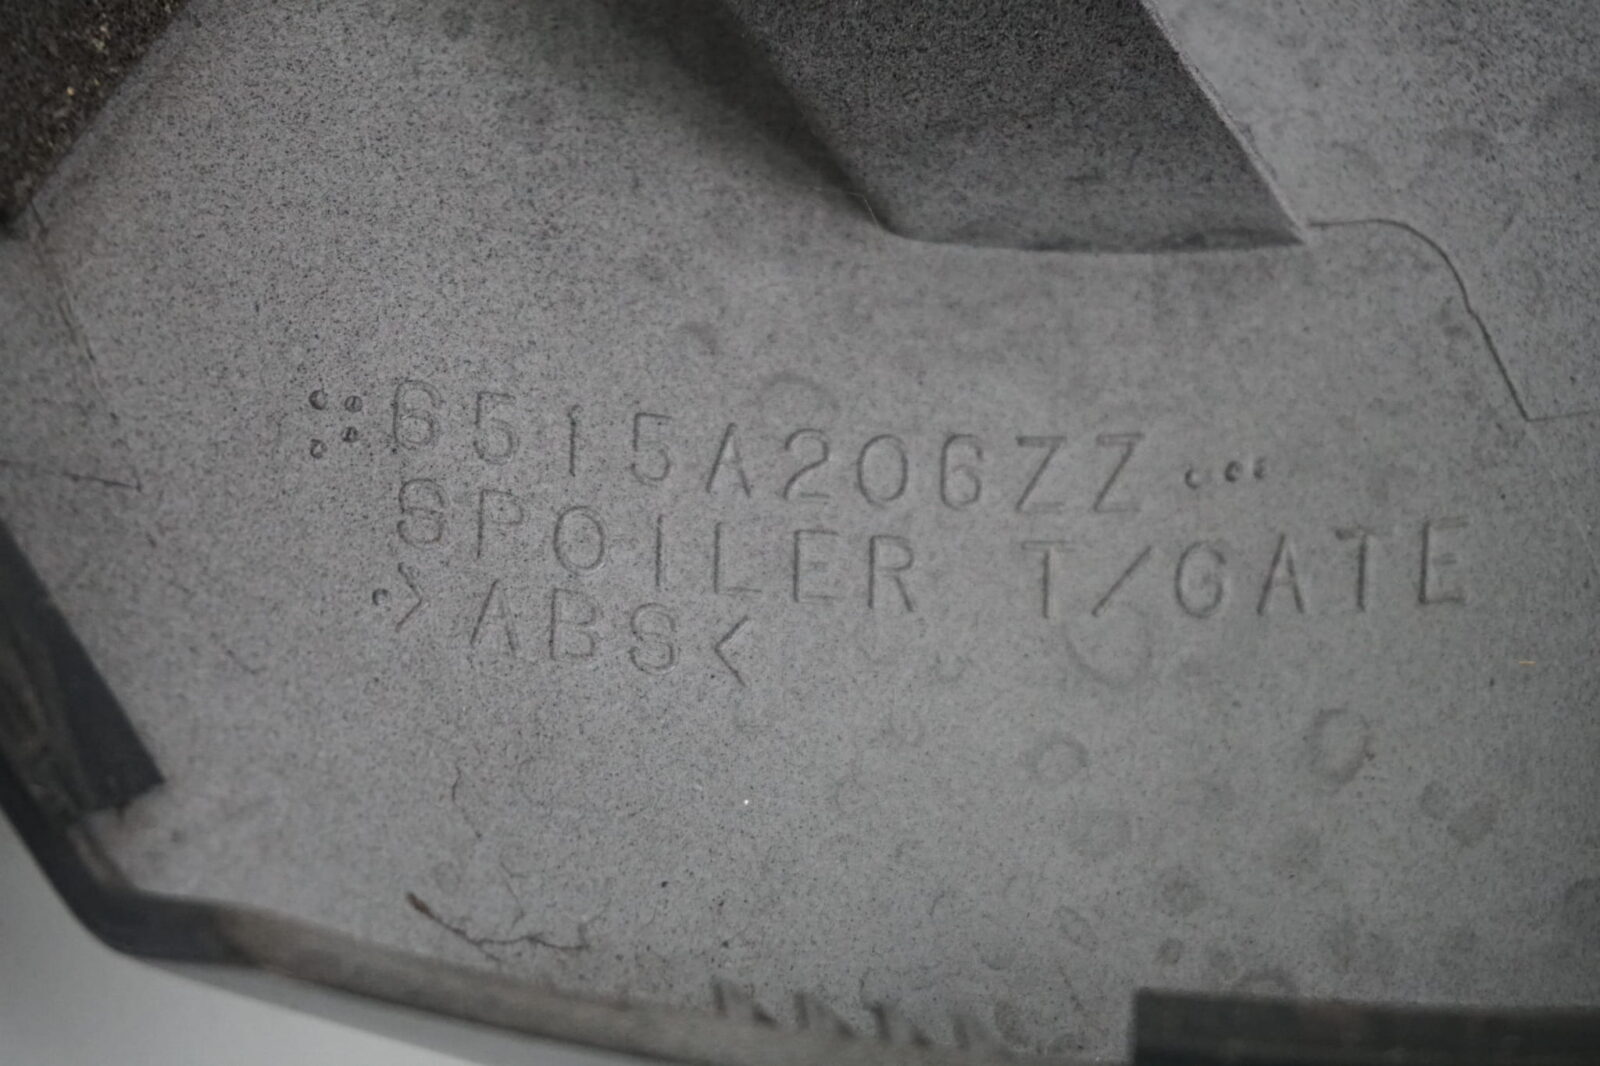 6515A206ZZ
SPOILER T/GATE
>ABS<